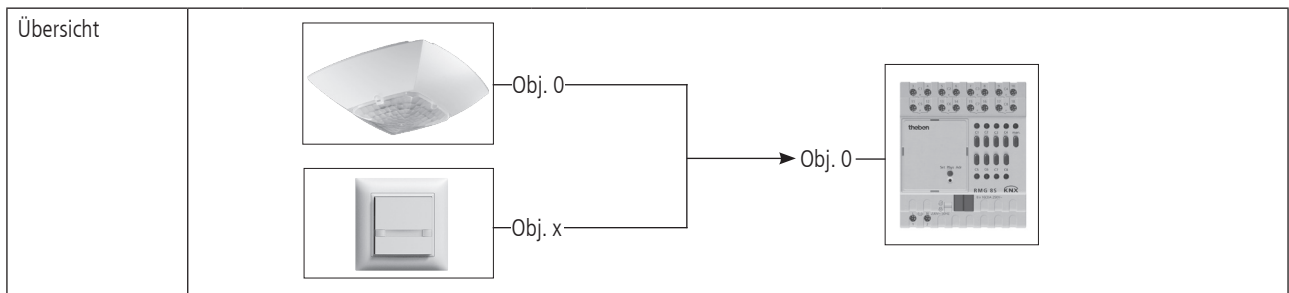 Übersicht
Obj. 0
Obj. x
Obj. 0
theben
RMG 8S KNX